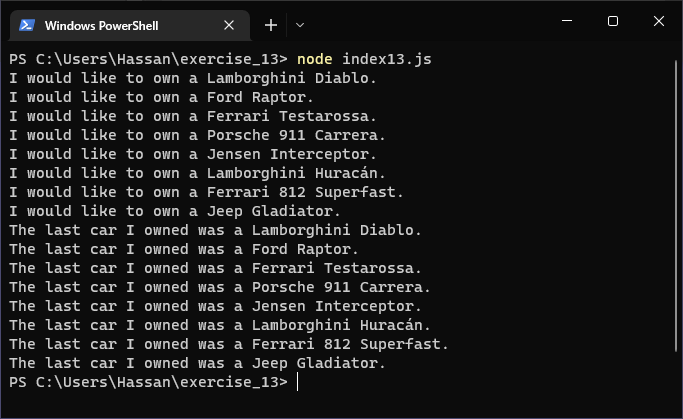 Windows PowerShell
PS C:\Users\Hassan\exercise_13> node index13.js
I would like to own a Lamborghini Diablo.
I would like to own a Ford Raptor.
I would like to own a Ferrari Testarossa.
I would like to own a Porsche 911 Carrera.
I would like to own a Jensen Interceptor.
I would like to own a Lamborghini Huracán.
I would like to own a Ferrari 812 Superfast.
I would like to own a Jeep Gladiator.
The last car I owned was a Lamborghini Diablo.
The last car I owned was a Ford Raptor.
The last car I owned was a Ferrari Testarossa.
The last car I owned was a Porsche 911 Carrera.
The last car I owned was a Jensen Interceptor.
The last car I owned was a Lamborghini Huracán.
The last car I owned was a Ferrari 812 Superfast.
The last car I owned was a Jeep Gladiator.
PS C:\Users\Hassan\exercise_13>